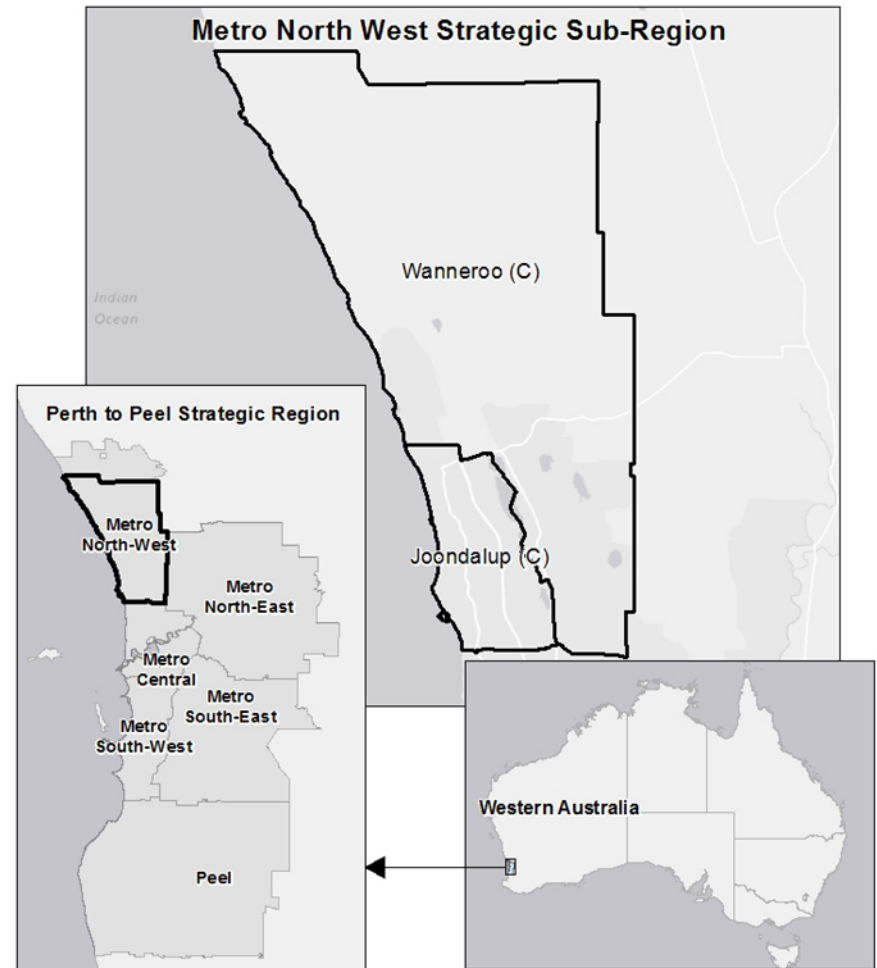 Metro North West Strategic Sub-Region
Wanneroo (C)
Indian
Ocean
Joondalup (C)
Perth to Peel Strategic Region
Metro
North-West
Metro
North-East
Metro
Central
Metro
South-East
Metro
South-West
Peel
Western Australia